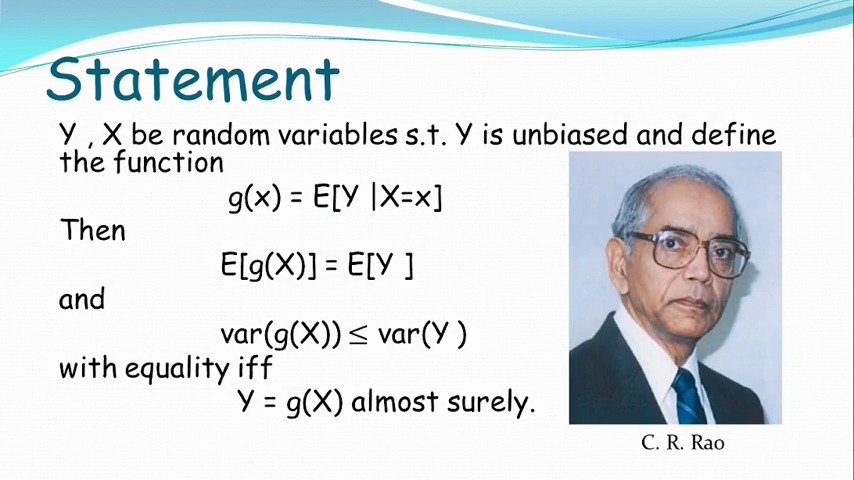 Statement
Y , X be random variables s.t. Y is unbiased and define
the function
g(x) = E[Y |X=x]
Then
E[g(X)] = E[Y ]
and
var(g(X)) ≤ var(Y )
with equality iff
Y = g(X) almost surely.
C. R. Rao